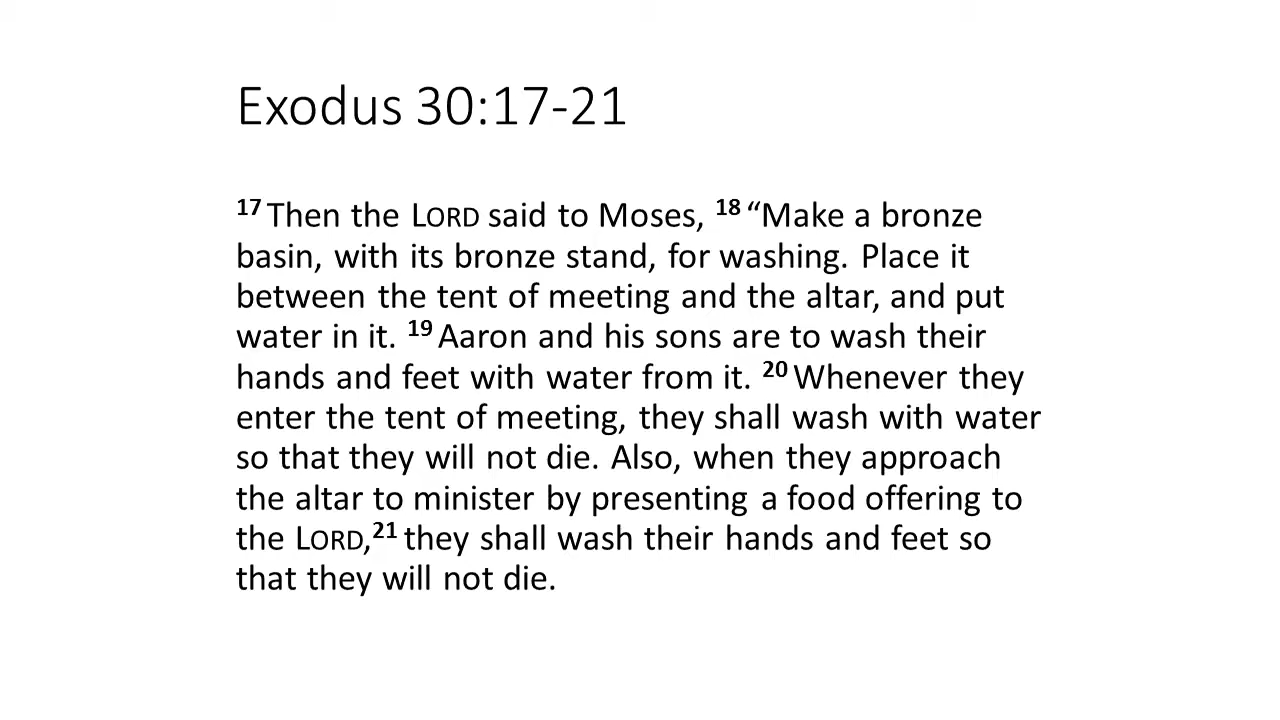 Exodus 30:17-21
17 Then the LORD said to Moses, 18 “Make a bronze
basin, with its bronze stand, for washing. Place it
between the tent of meeting and the altar, and put
water in it. 19 Aaron and his sons are to wash their
hands and feet with water from it. 20 Whenever they
enter the tent of meeting, they shall wash with water
so that they will not die. Also, when they approach
the altar to minister by presenting a food offering to
the LORD,21 they shall wash their hands and feet so
that they will not die.